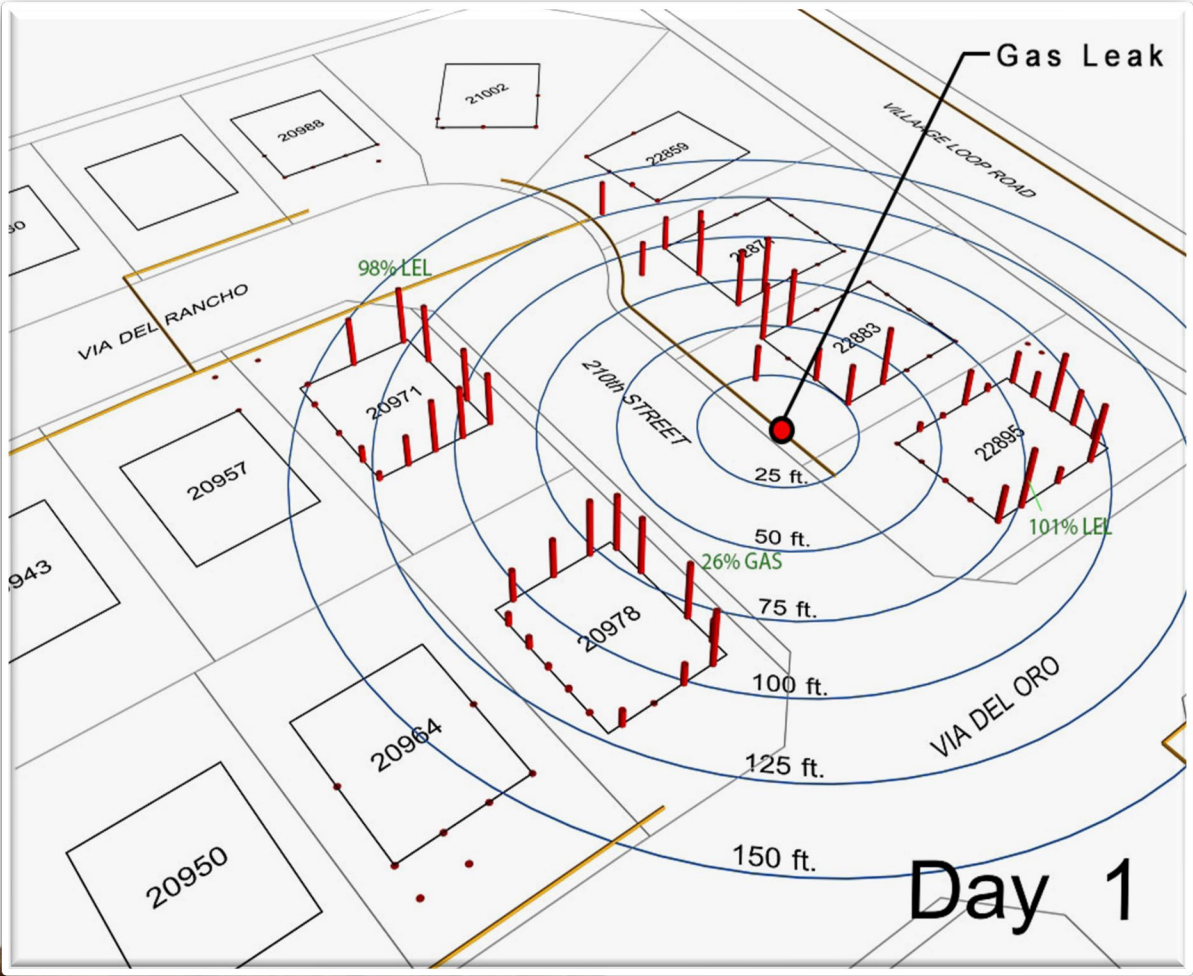 Gas Leak
21002
20988
22859
VILLAGE LOOP ROAD
98% LEL
VIA DEL RANCHO
22883
210th STREET
20971
22895
20957
25 ft.
101% LEL
50 ft.
26% GAS
75 ft.
20978
100 ft.
VIA DEL ORO
20964
125 ft.
150 ft.
20950
Day 1